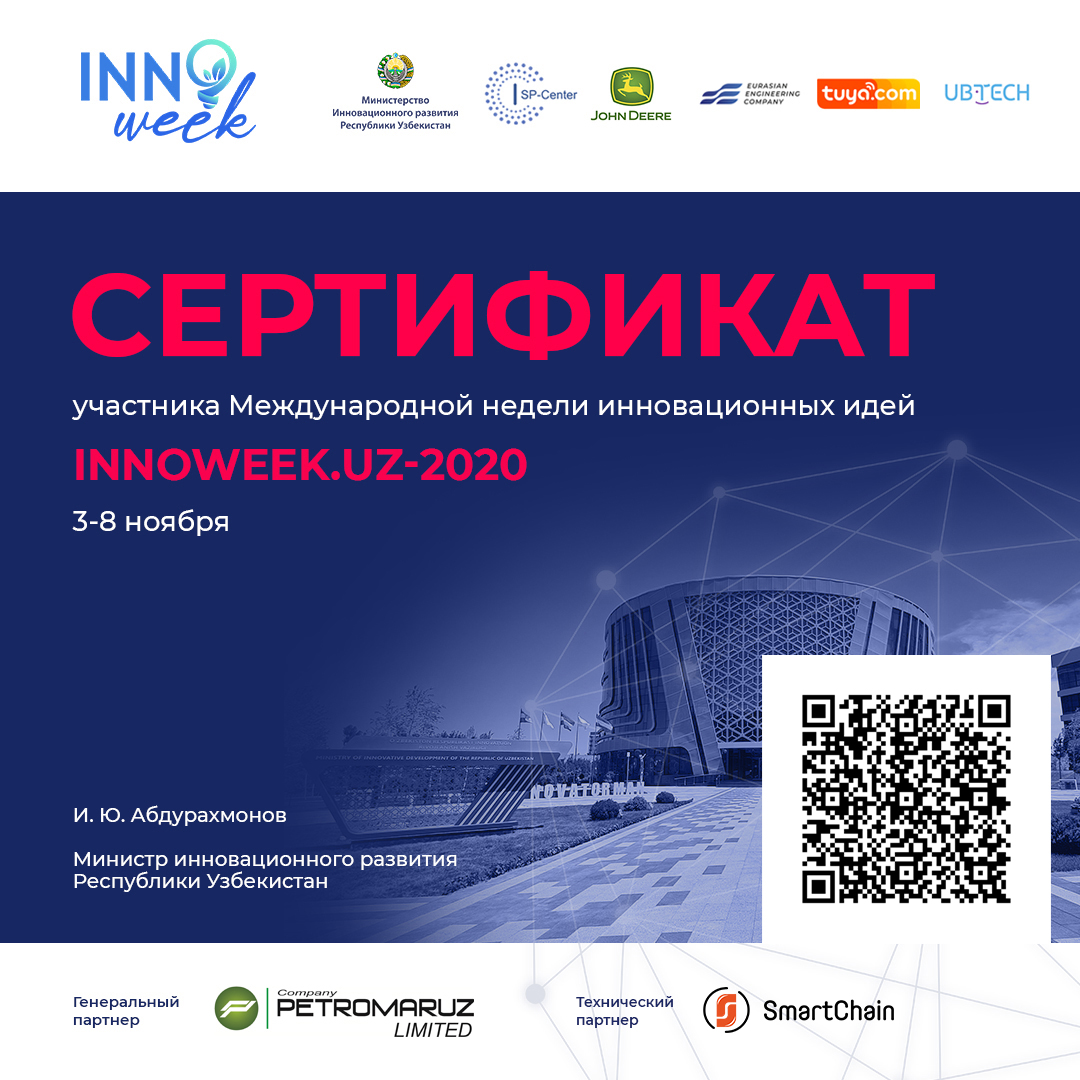 INNO
week
Министерство
Инновационного развития
Республики Узбекистан
SP-Center
JOHN DEERE
EURASIAN
ENGINEERING
COMPANY
tuya.com
UBTECH
СЕРТИФИКАТ
участника Международной недели инновационных идей
INNOWEEK.UZ-2020
3-8 ноября
MINISTRY OF INNOVATIVE DEVELOPMENT OF THE REPUBLIC OF UZBEKISTAN
INNOVATORMAN
И. Ю. Абдурахмонов
Министр инновационного развития
Республики Узбекистан
Генеральный
партнер
Company
PETROMARUZ
LIMITED
Технический
партнер
SmartChain